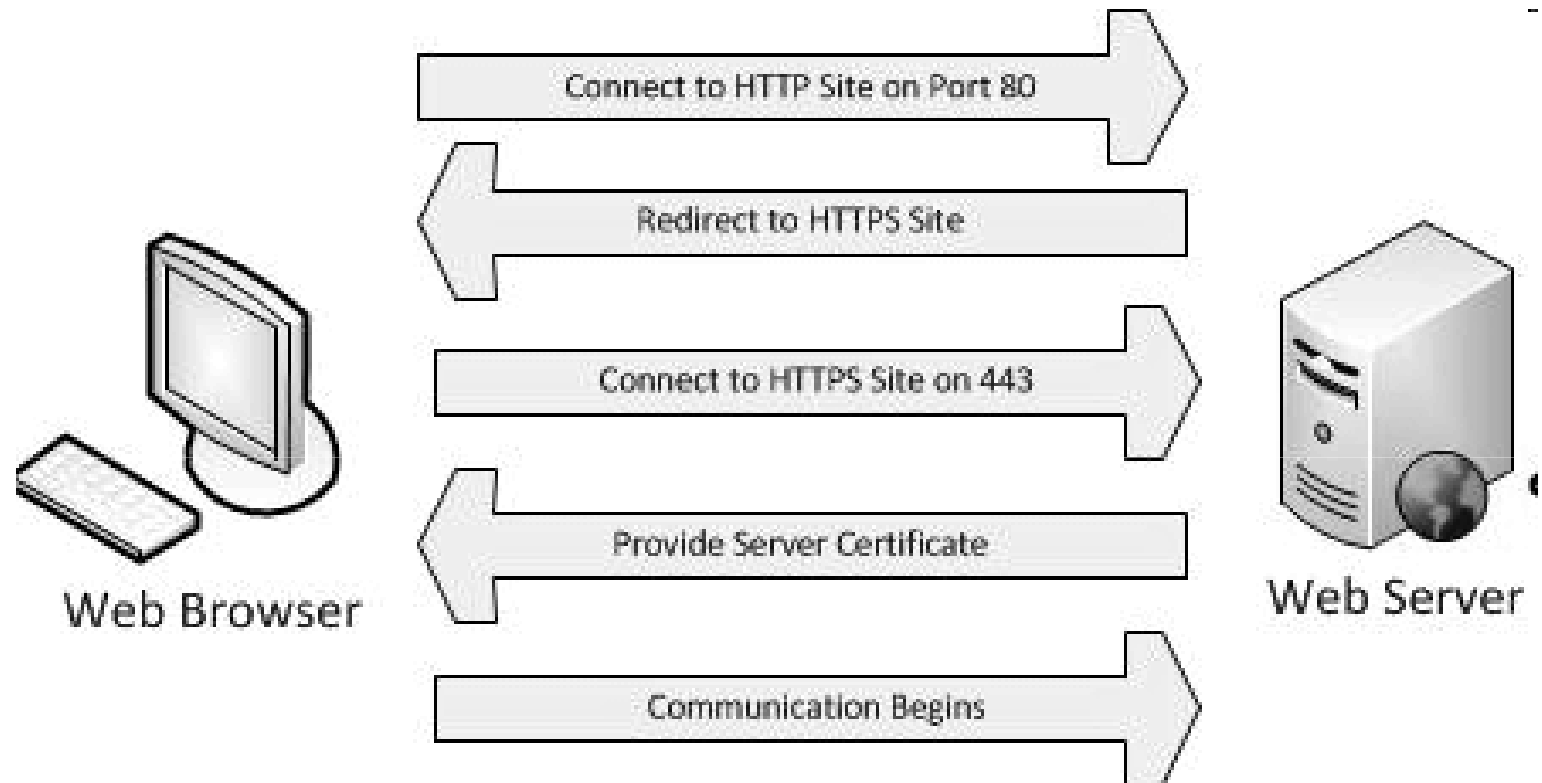 Connect to HTTP Site on Port 80
Redirect to HTTPS Site
Connect to HTTPS Site on 443
Provide Server Certificate
Web Browser
Web Server
Communication Begins